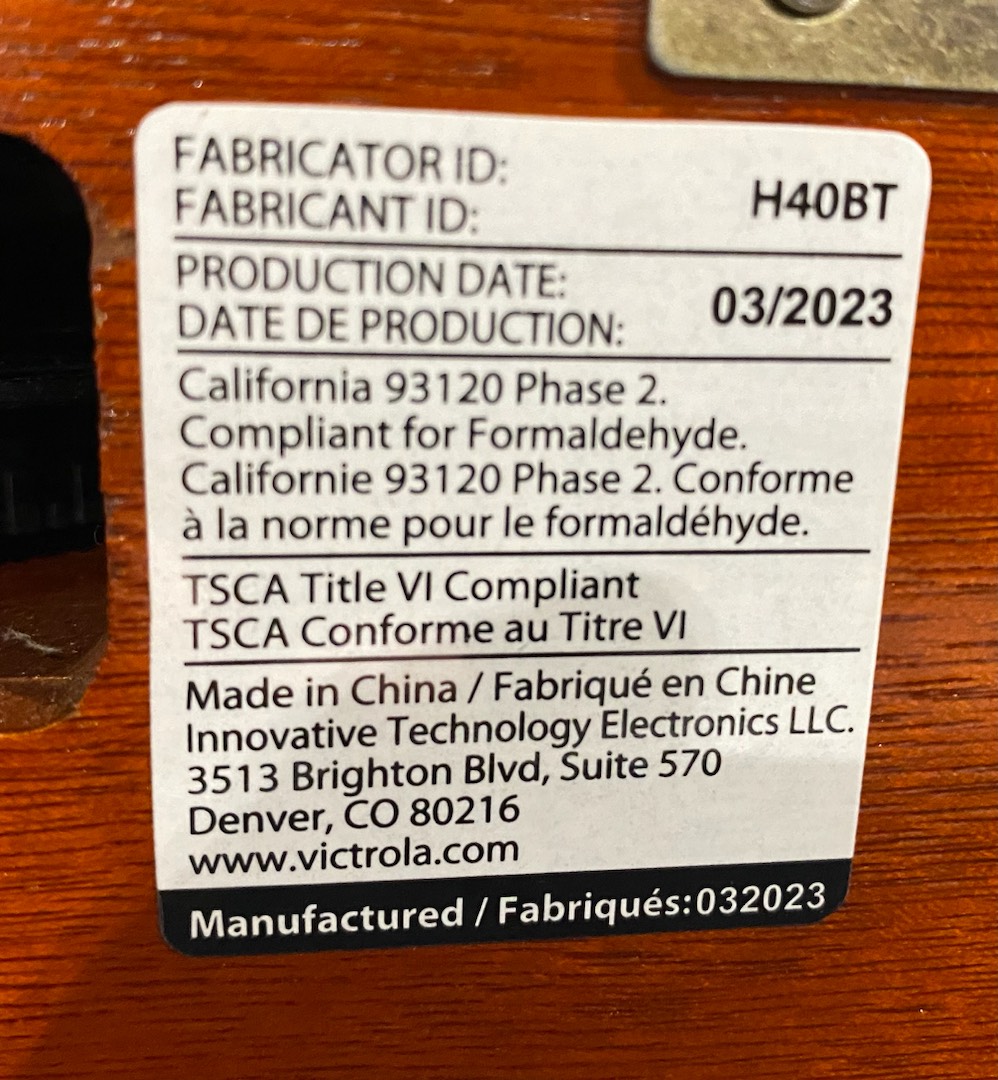 FABRICATOR ID:
FABRICANT ID:
H40BT
PRODUCTION DATE:
DATE DE PRODUCTION:
03/2023
California 93120 Phase 2.
Compliant for Formaldehyde.
Californie 93120 Phase 2. Conforme
à la norme pour le formaldéhyde.
TSCA Title VI Compliant
TSCA Conforme au Titre VI
Made in China / Fabriqué en Chine
Innovative Technology Electronics LLC.
3513 Brighton Blvd, Suite 570
Denver, CO 80216
www.victrola.com
Manufactured / Fabriqués:032023